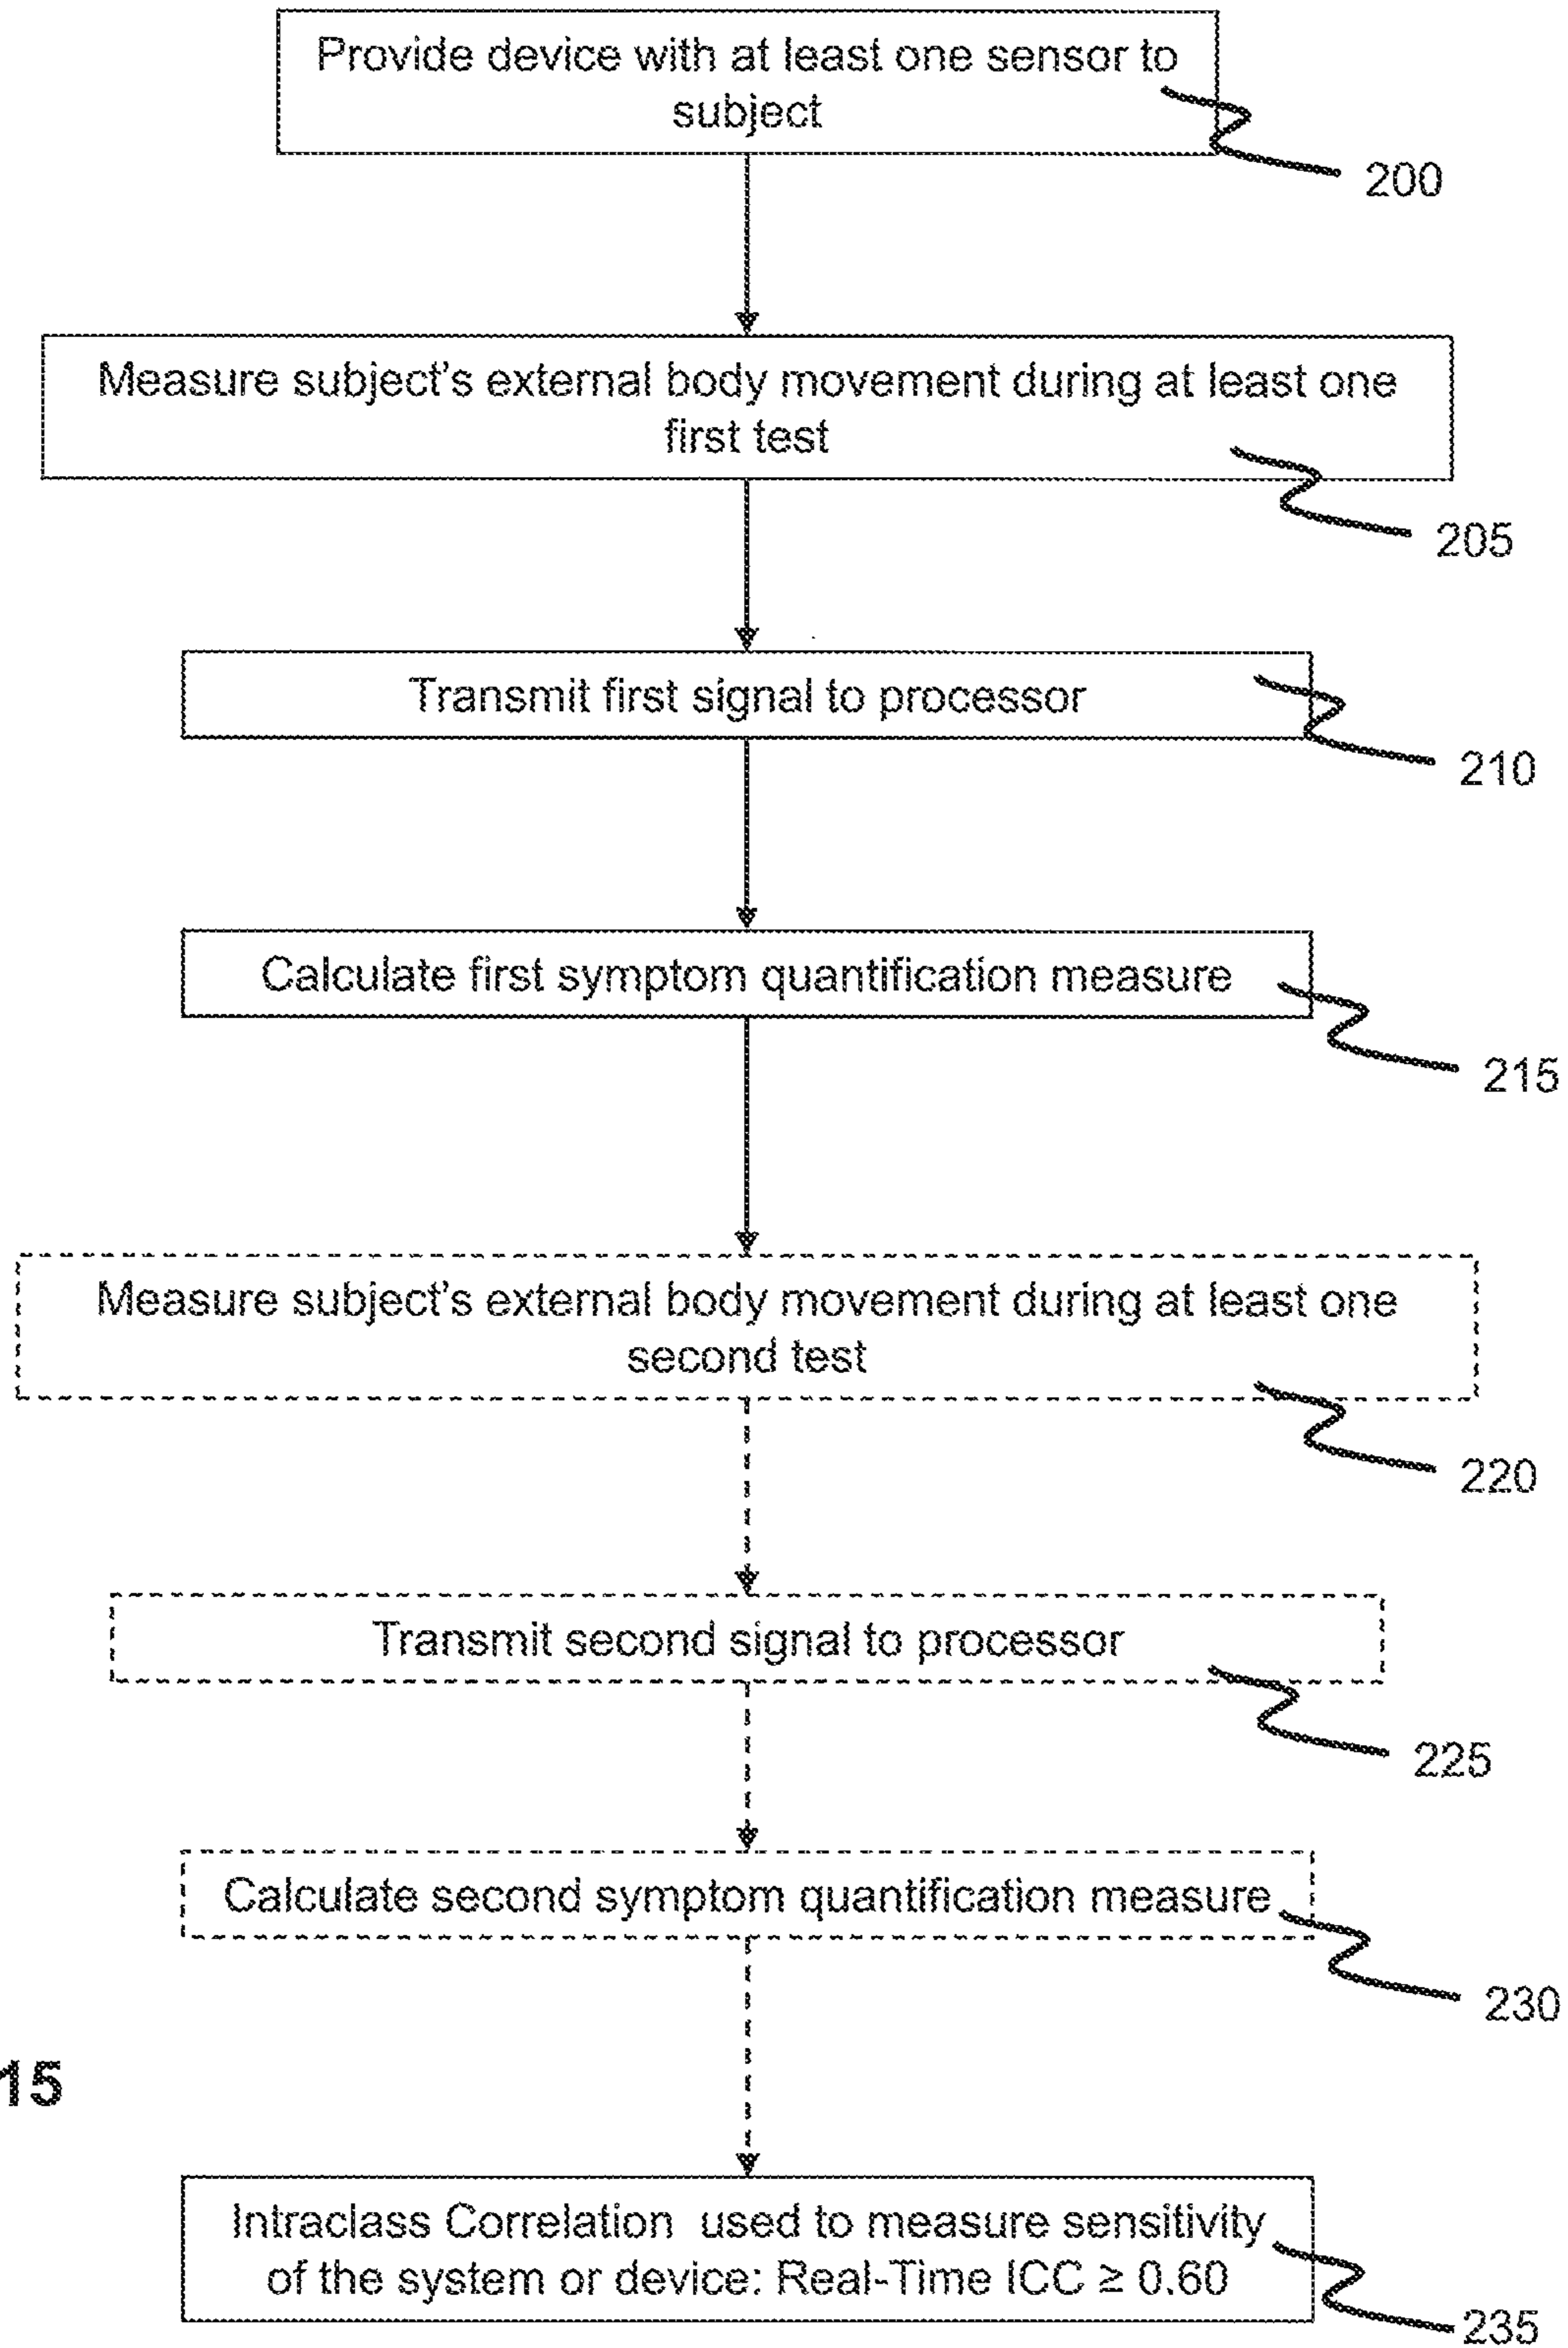 Provide device with at least one sensor to
subject
200
Measure subject's external body movement during at least one
first test
205
Transmit first signal to processor
210
Calculate first symptom quantification measure
215
Measure subject's external body movement during at least one
second test
220
Transmit second signal to processor
225
Calculate second symptom quantification measure
230
15
Intraclass Correlation used to measure sensitivity
of the system or device: Real-Time ICC ≥ 0.60
235